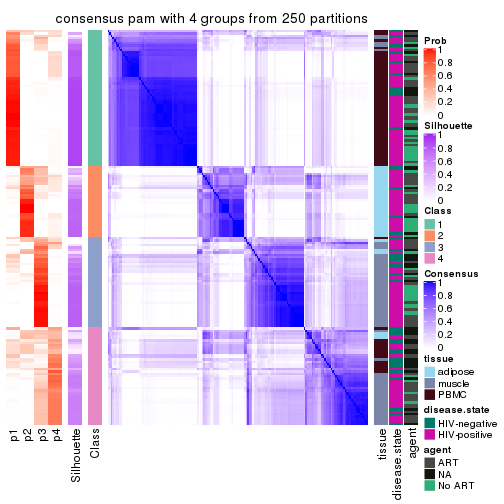 consensus pam with 4 groups from 250 partitions
Prob
1
0.8
0.6
0.4
0.2
0
Silhouette
1
0.8
0.6
0.4
0.2
0
Class
1
2
3
4
Consensus
1
0.8
0.6
0.4
0.2
0
tissue
adipose
muscle
PBMC
disease.state
HIV-negative
HIV-positive
agent
ART
NA
No ART
p1
p2
p3
p4
Silhouette
Class
tissue
disease.state
agent